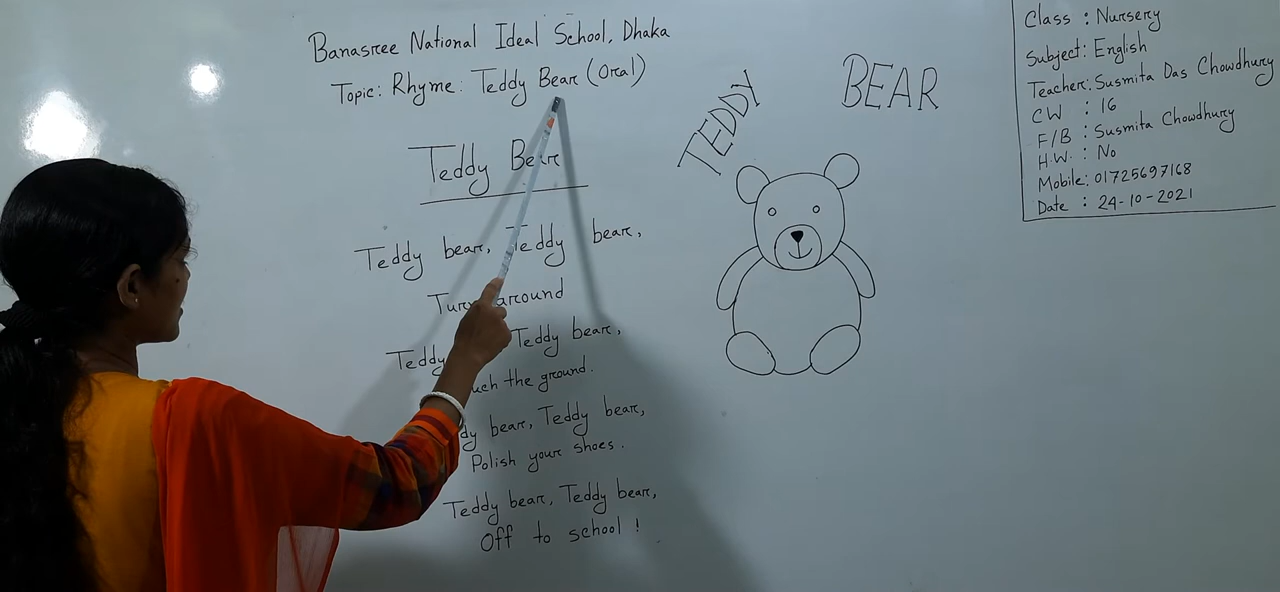 Banasree National Ideal School, Dhaka
Topic: Rhyme: Teddy Bear (Oral)
Teddy Bear
Teddy bear, Teddy bear,
Turn around
Teddy Teddy bear,
the ground.
bear, Teddy bear,
Polish your shoes.
Teddy bear, Teddy bear,
Off to school!
TEDDY
BEAR
Class : Nursery
Subject: English
Teacher: Susmita Das Chowdhury
CW : 16
F/B : Susmita Chowdhury
H.W. : No
Mobile: 01725697168
Date : 24-10-2021